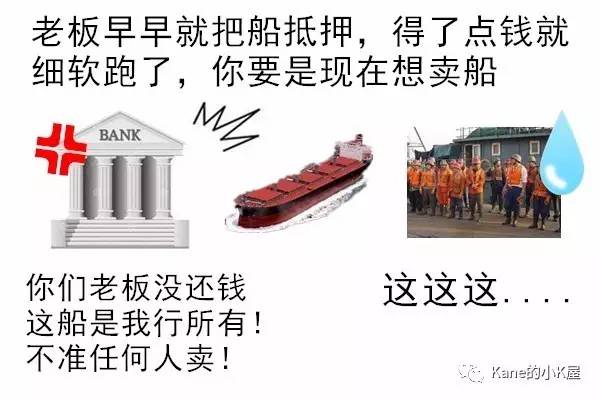 老板早早就把船抵押，得了点钱就
细软跑了，你要是现在想卖船
BANK
你们老板没还钱
这船是我行所有！
不准任何人卖！
这这这....
Kane的小K屋